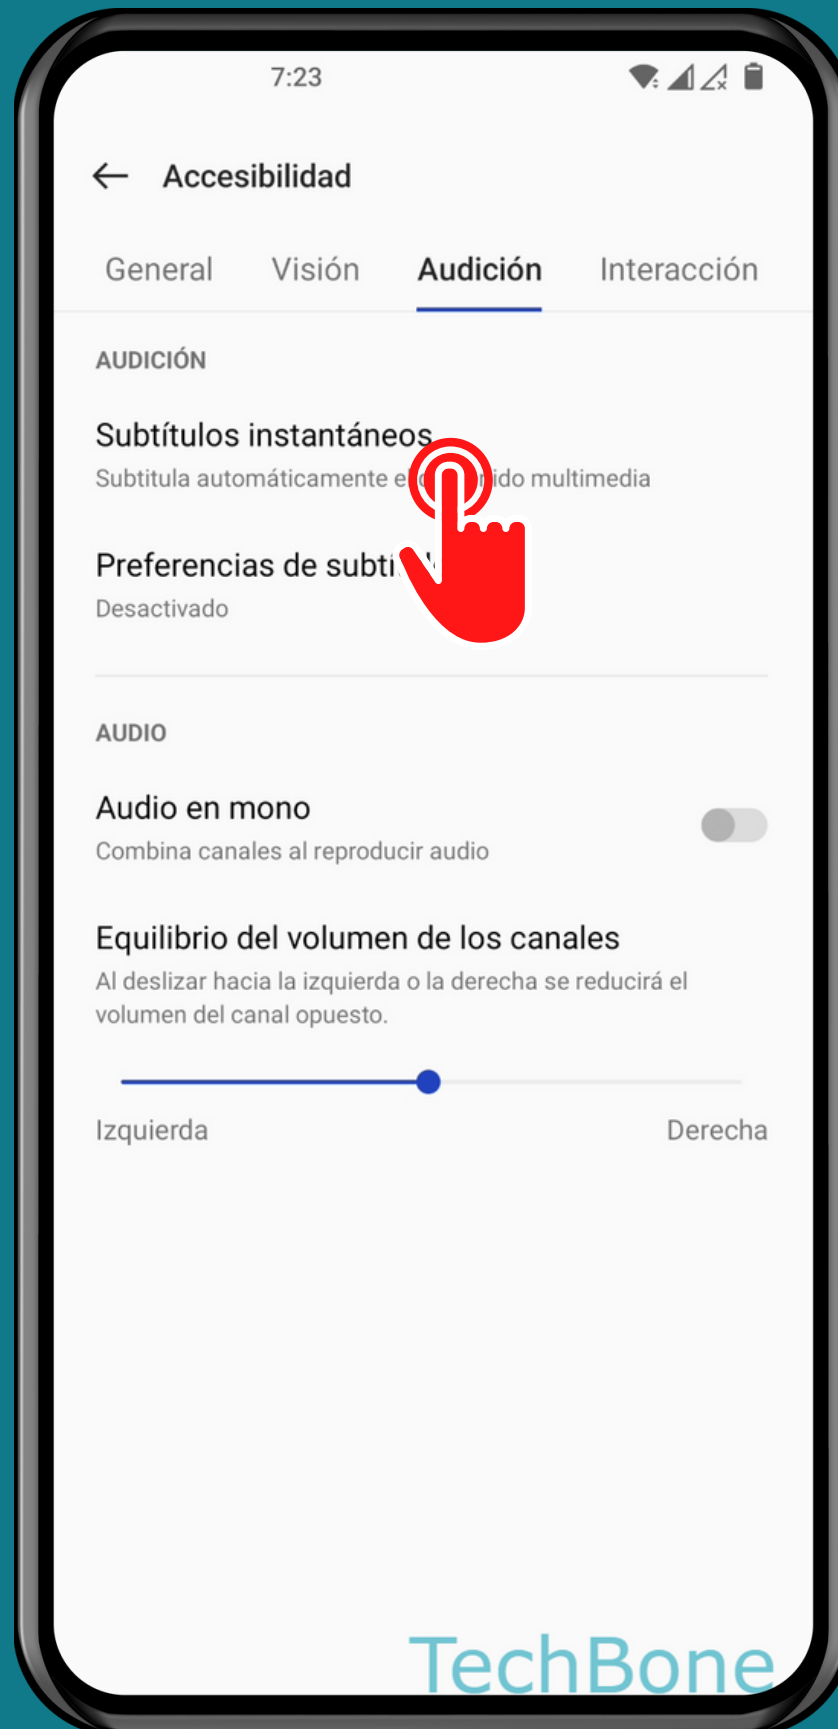 7:23
Accesibilidad
General Visión Audición Interacción
AUDICIÓN
Subtítulos instantáneos
Subtitula automáticamente el multimedia
Preferencias de
Desactivado
AUDIO
Audio en mono
Combina canales al reproducir audio
Equilibrio del volumen de los canales
Al deslizar hacia la izquierda o la derecha se reducirá el
volumen del canal opuesto.
Izquierda Derecha
TechBone